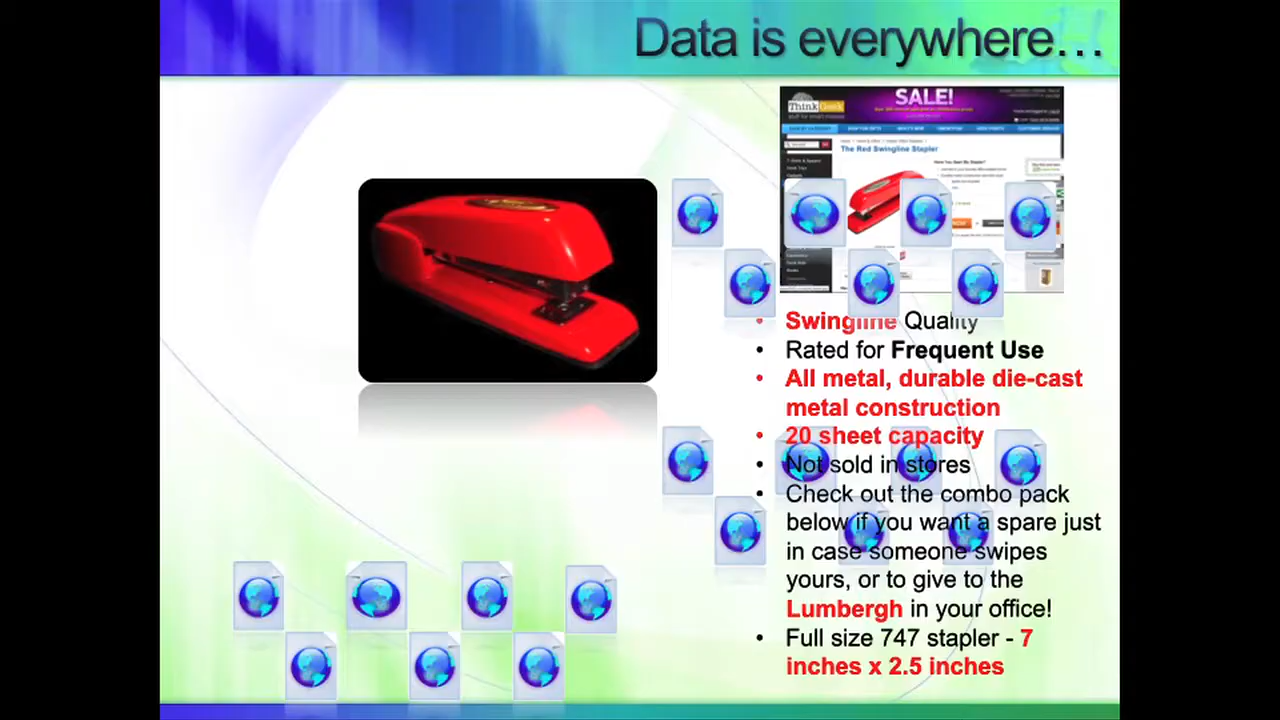 Data is everywhere…
SALE!
ThinkGeek
The Red Swingline Stapler
• Swingline Quality
• Rated for Frequent Use
• All metal, durable die-cast
metal construction
• 20 sheet capacity
• Not sold in stores
• Check out the combo pack
below if you want a spare just
in case someone swipes
yours, or to give to the
Lumbergh in your office!
• Full size 747 stapler - 7
inches x 2.5 inches